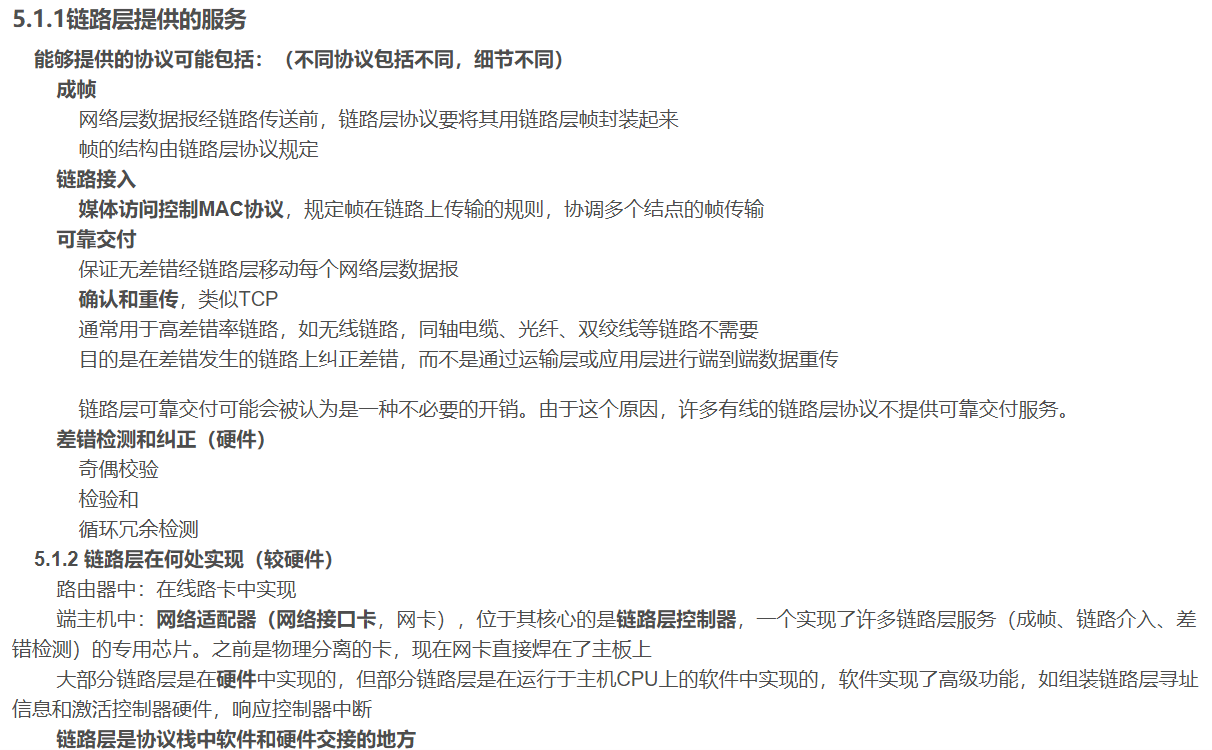 5.1.1链路层提供的服务
能够提供的协议可能包括：（不同协议包括不同，细节不同）
成帧
网络层数据报经链路传送前，链路层协议要将其用链路层帧封装起来
帧的结构由链路层协议规定
链路接入
媒体访问控制MAC协议，规定帧在链路上传输的规则，协调多个结点的帧传输
可靠交付
保证无差错经链路层移动每个网络层数据报
确认和重传，类似TCP
通常用于高差错率链路，如无线链路，同轴电缆、光纤、双绞线等链路不需要
目的是在差错发生的链路上纠正差错，而不是通过运输层或应用层进行端到端数据重传
链路层可靠交付可能会被认为是一种不必要的开销。由于这个原因，许多有线的链路层协议不提供可靠交付服务。
差错检测和纠正（硬件）
奇偶校验
检验和
循环冗余检测
5.1.2 链路层在何处实现（较硬件）
路由器中：在线路卡中实现
端主机中：网络适配器（网络接口卡，网卡），位于其核心的是链路层控制器，一个实现了许多链路层服务（成帧、链路介入、差
错检测）的专用芯片。之前是物理分离的卡，现在网卡直接焊在了主板上
大部分链路层是在硬件中实现的，但部分链路层是在运行于主机CPU上的软件中实现的，软件实现了高级功能，如组装链路层寻址
信息和激活控制器硬件，响应控制器中断
链路层是协议栈中软件和硬件交接的地方